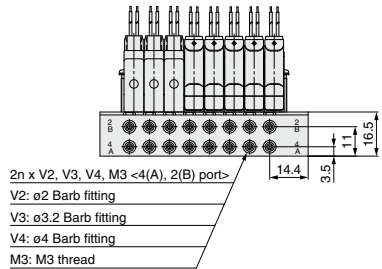 2
B
2
B
4
A
4
A
14.4
3.5
11
16.5
2n x V2, V3, V4, M3 <4(A), 2(B) port>
V2: ø2 Barb fitting
V3: ø3.2 Barb fitting
V4: ø4 Barb fitting
M3: M3 thread